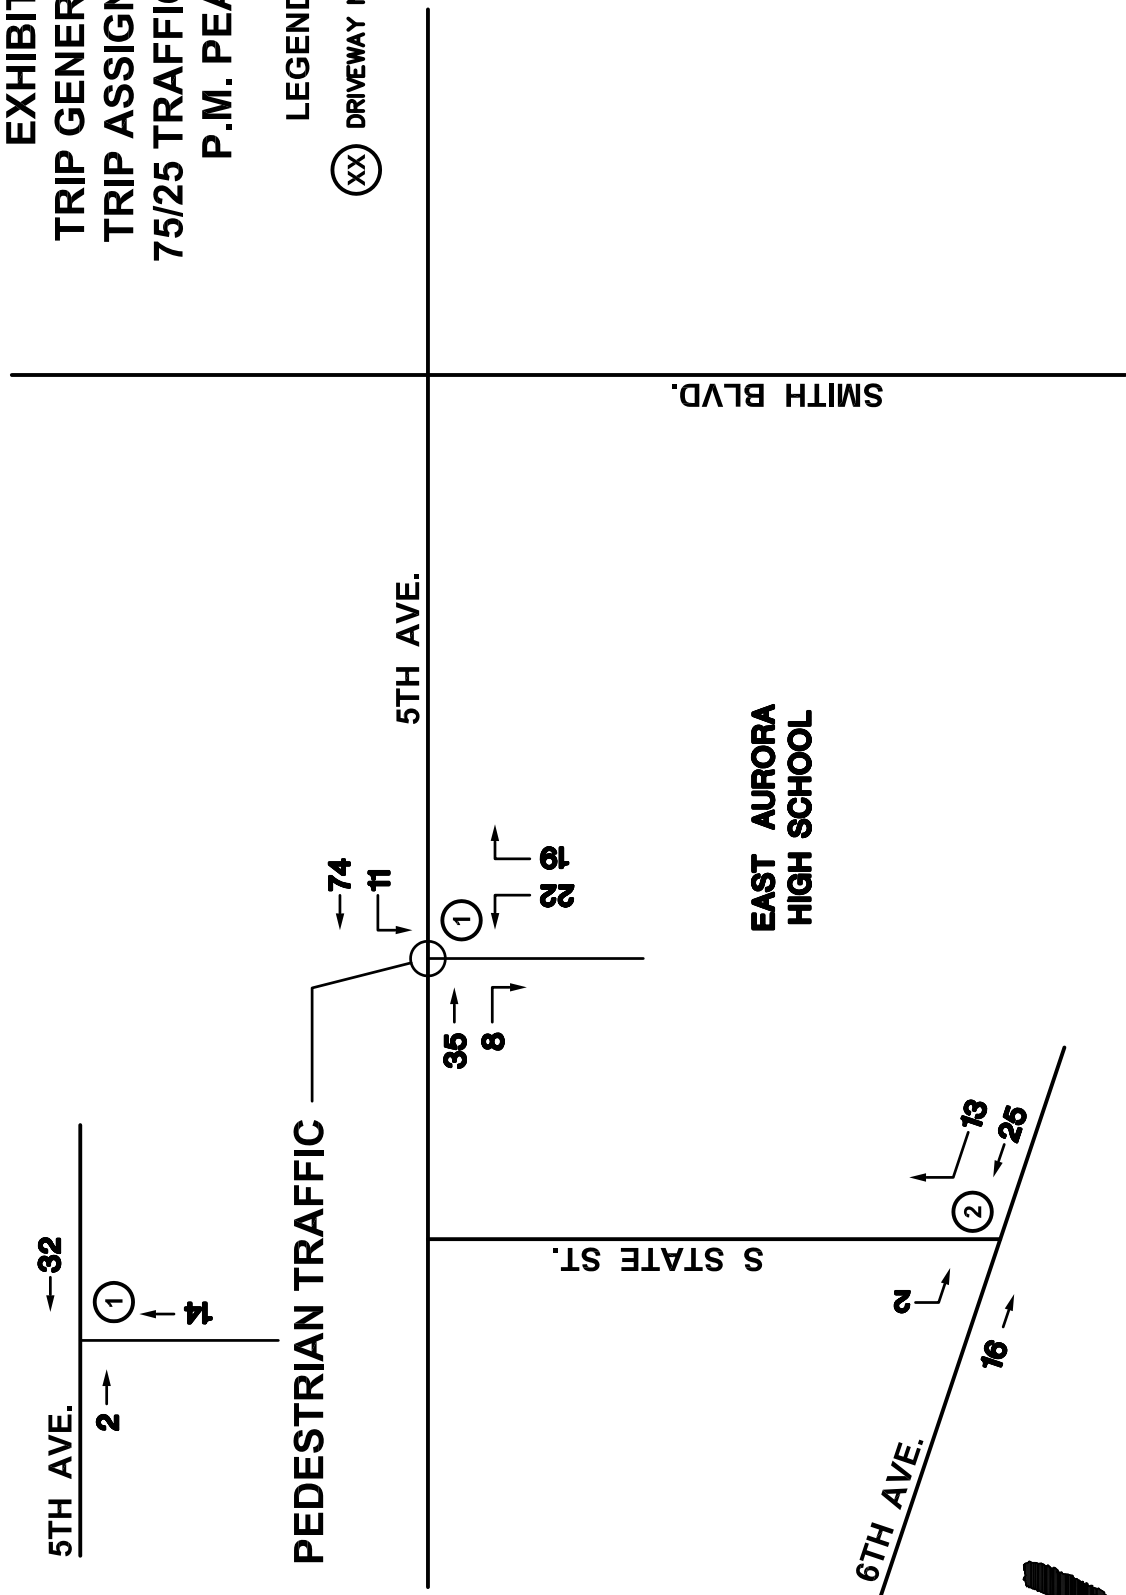 EXHIBIT
TRIP GENER
TRIP ASSIGN
75/25 TRAFFIC
P.M. PEA
LEGEND
XX DRIVEWAY
5TH AVE.
32
2
1
14
PEDESTRIAN TRAFFIC
74
11
5TH AVE.
SMITH BLVD.
35
8
1
22
19
EAST AURORA
HIGH SCHOOL
S STATE ST.
2
13
25
2
16
6TH AVE.